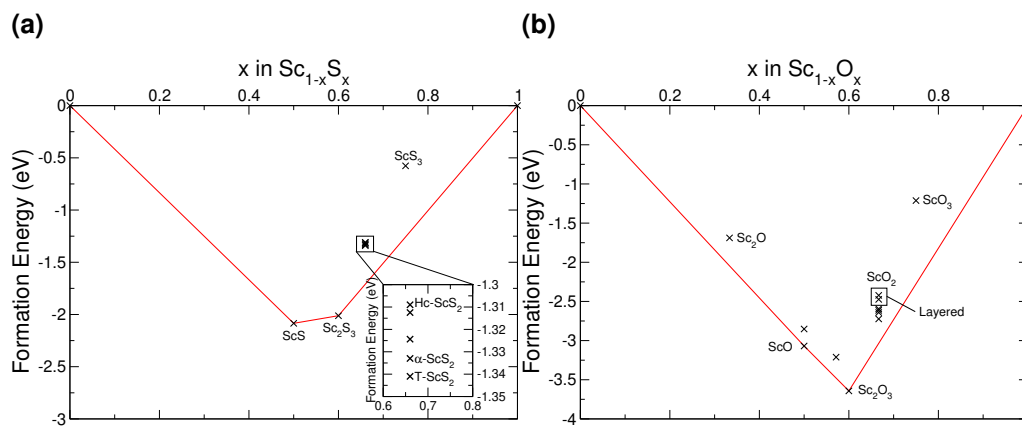 (a)
x in Sc₁₋ₓSₓ
0 0.2 0.4 0.6 0.8 1
Formation Energy (eV)
0
-0.5
-1
-1.5
-2
-2.5
-3
ScS₃
ScS
Sc₂S₃
Formation Energy (eV)
Hc-ScS₂
α-ScS₂
T-ScS₂
-1.3
-1.31
-1.32
-1.33
-1.34
-1.35
0.6 0.7 0.8
(b)
x in Sc₁₋ₓOₓ
0 0.2 0.4 0.6 0.8
Formation Energy (eV)
0
-0.5
-1
-1.5
-2
-2.5
-3
-3.5
-4
ScO₃
Sc₂O
ScO₂
Layered
ScO
Sc₂O₃